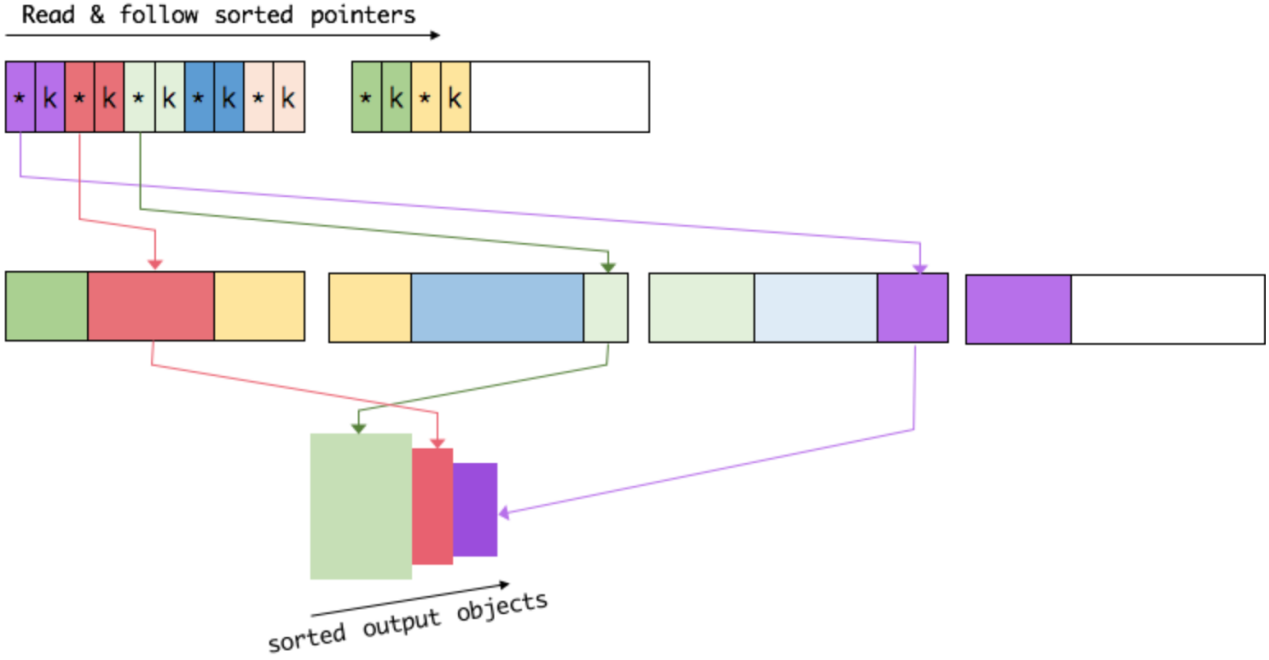 Read & follow sorted pointers
* k * k * k * k * k
* k * k
sorted output objects